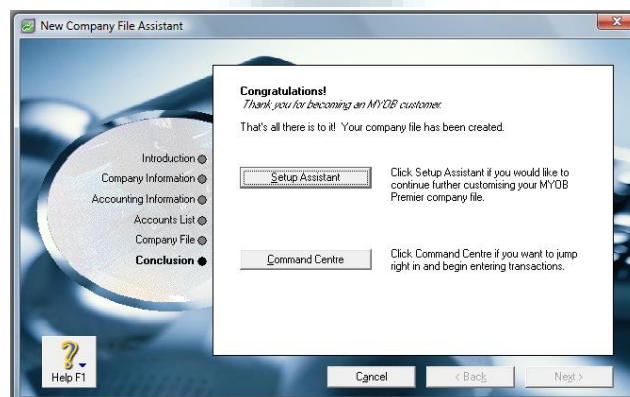 New Company File Assistant
Congratulations!
Thank you for becoming an MYOB customer.
That's all there is to it! Your company file has been created.
Introduction
Company Information
Accounting Information
Accounts List
Company File
Conclusion
Setup Assistant
Click Setup Assistant if you would like to
continue further customising your MYOB
Premier company file.
Command Centre
Click Command Centre if you want to jump
right in and begin entering transactions.
Help F1
Cancel
< Back
Next >